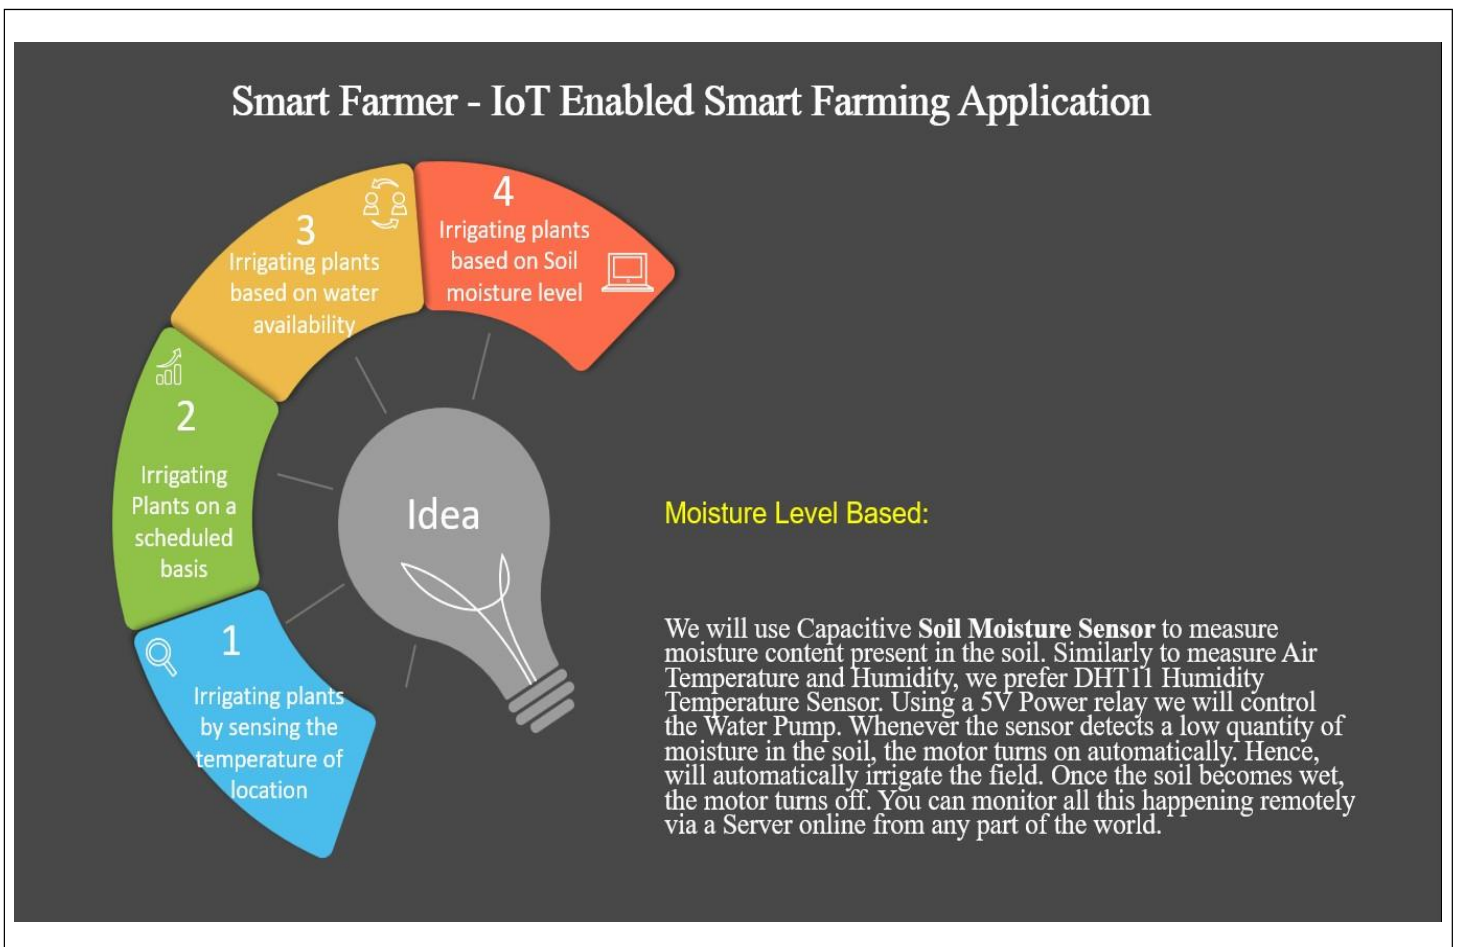 Smart Farmer - IoT Enabled Smart Farming Application
4
Irrigating plants
based on Soil
moisture level
3
Irrigating plants
based on water
availability
2
Irrigating
Plants on a
scheduled
basis
1
Irrigating plants
by sensing the
temperature of
location
Idea
Moisture Level Based:
We will use Capacitive Soil Moisture Sensor to measure
moisture content present in the soil. Similarly to measure Air
Temperature and Humidity, we prefer DHT11 Humidity
Temperature Sensor. Using a 5V Power relay we will control
the Water Pump. Whenever the sensor detects a low quantity of
moisture in the soil, the motor turns on automatically. Hence,
will automatically irrigate the field. Once the soil becomes wet,
the motor turns off. You can monitor all this happening remotely
via a Server online from any part of the world.